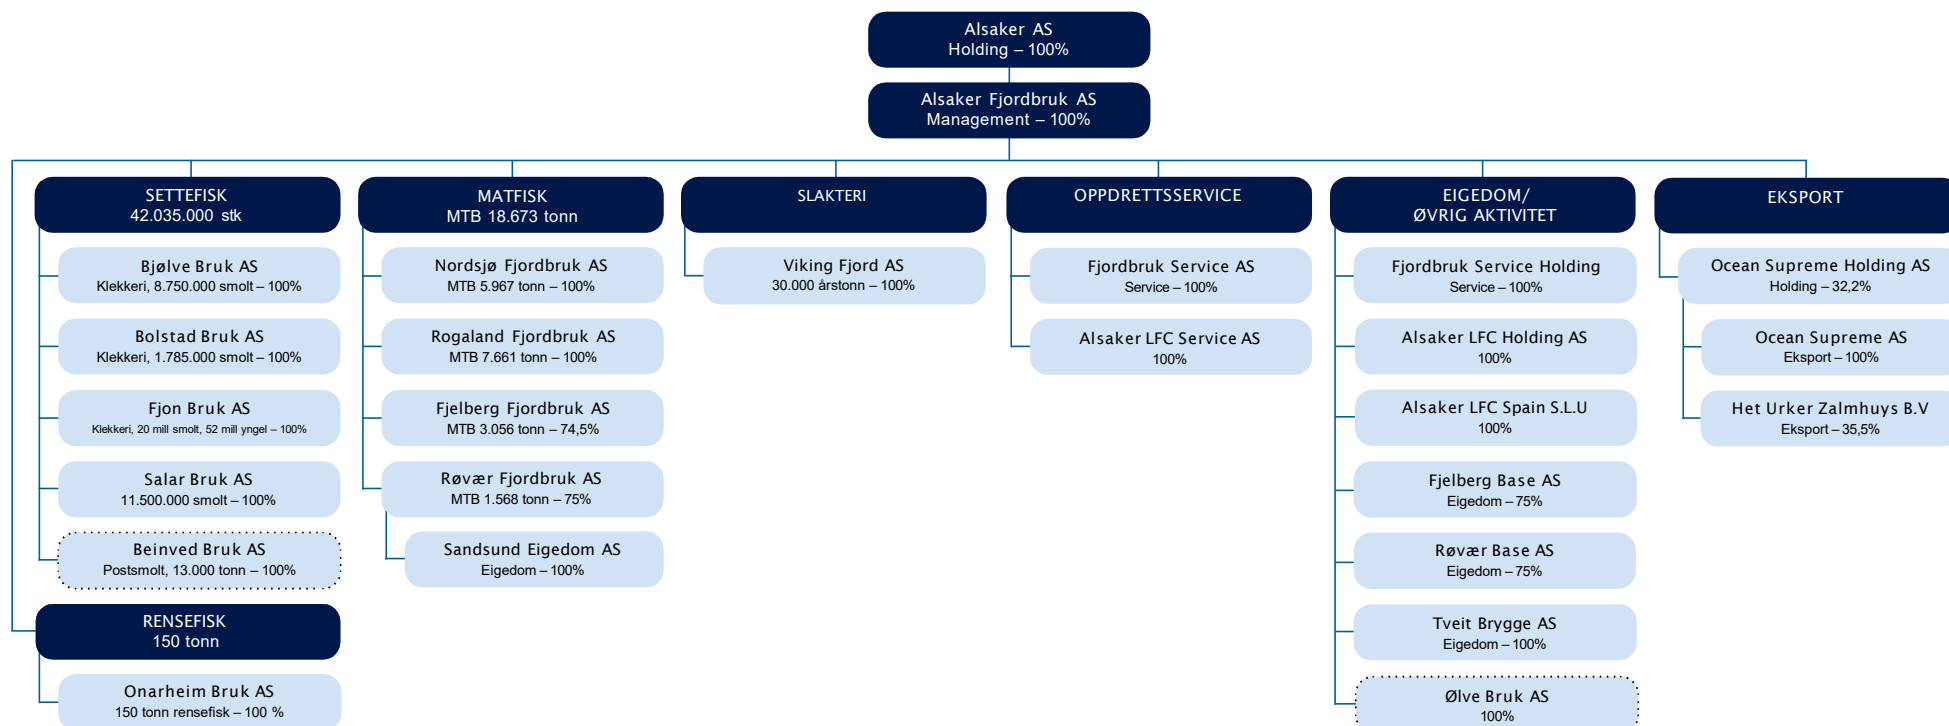 Alsaker AS
Holding – 100%
Alsaker Fjordbruk AS
Management – 100%
SETTEFISK
42.035.000 stk
Bjølve Bruk AS
Klekkeri, 8.750.000 smolt – 100%
Bolstad Bruk AS
Klekkeri, 1.785.000 smolt – 100%
Fjon Bruk AS
Klekkeri, 20 mill smolt, 52 mill yngel – 100%
Salar Bruk AS
11.500.000 smolt – 100%
Beinved Bruk AS
Postsmolt, 13.000 tonn – 100%
RENSEFISK
150 tonn
Onarheim Bruk AS
150 tonn rensefisk – 100 %
MATFISK
MTB 18.673 tonn
Nordsjø Fjordbruk AS
MTB 5.967 tonn – 100%
Rogaland Fjordbruk AS
MTB 7.661 tonn – 100%
Fjelberg Fjordbruk AS
MTB 3.056 tonn – 74,5%
Røvær Fjordbruk AS
MTB 1.568 tonn – 75%
Sandsund Eigedom AS
Eigedom – 100%
SLAKTERI
Viking Fjord AS
30.000 årstonn – 100%
OPPDRETTSSERVICE
Fjordbruk Service AS
Service – 100%
Alsaker LFC Service AS
100%
EIGEDOM/
ØVRIG AKTIVITET
Fjordbruk Service Holding
Service – 100%
Alsaker LFC Holding AS
100%
Alsaker LFC Spain S.L.U
100%
Fjelberg Base AS
Eigedom – 75%
Røvær Base AS
Eigedom – 75%
Tveit Brygge AS
Eigedom – 100%
Ølve Bruk AS
100%
EKSPORT
Ocean Supreme Holding AS
Holding – 32,2%
Ocean Supreme AS
Eksport – 100%
Het Urker Zalmhuys B.V
Eksport – 35,5%